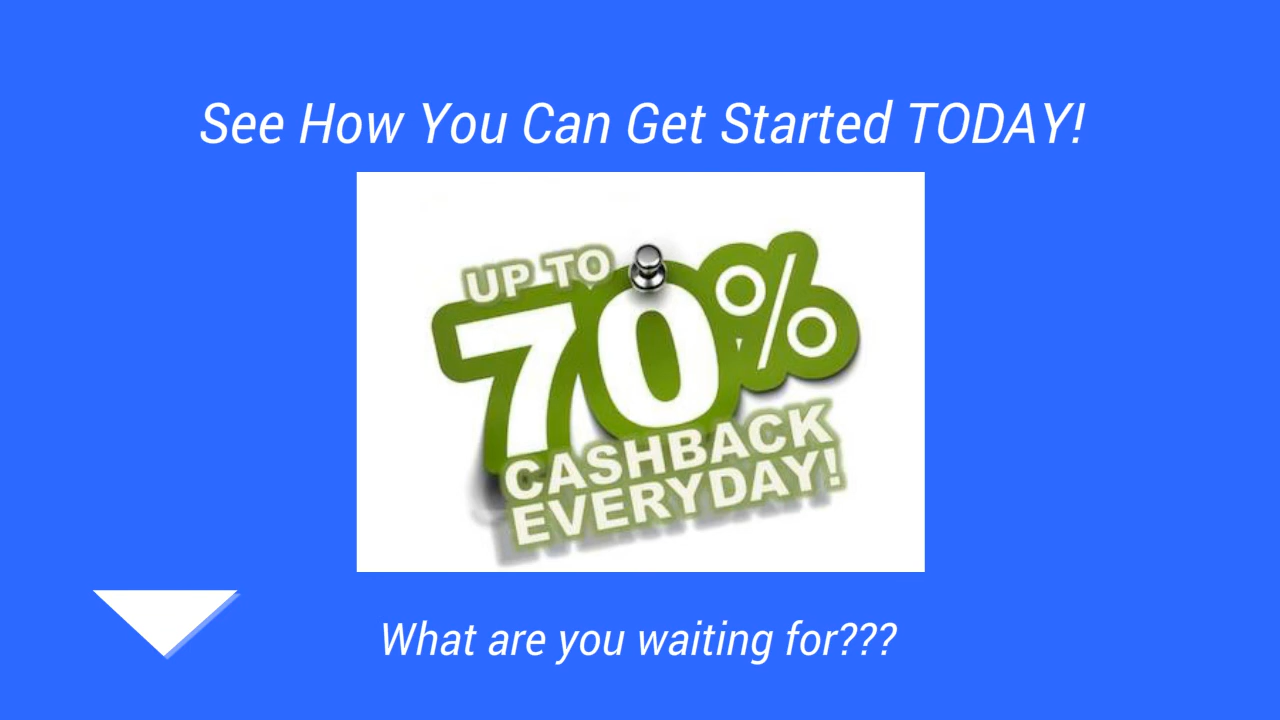 See How You Can Get Started TODAY!
UP TO
70%
CASHBACK
EVERYDAY!
What are you waiting for???